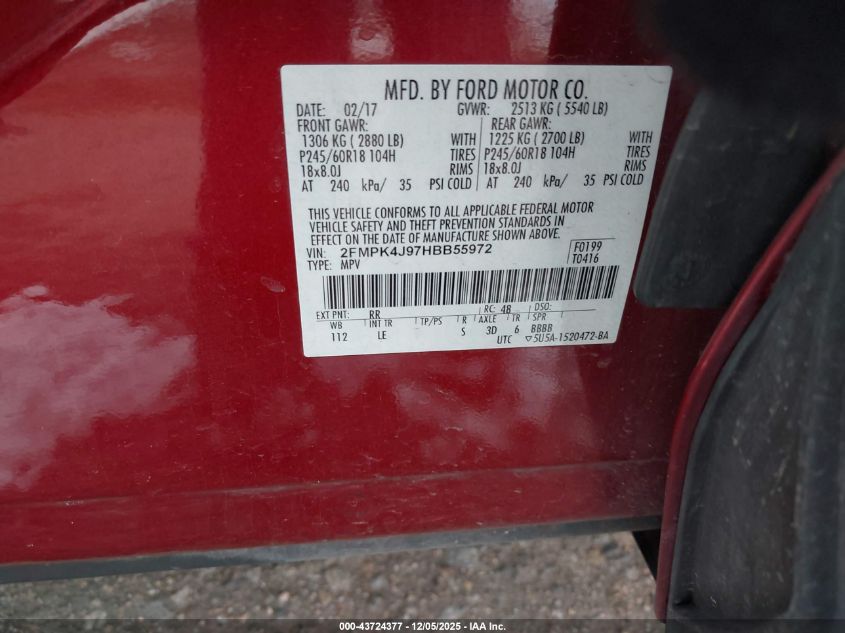 MFD. BY FORD MOTOR CO.
DATE: 02/17 GVWR: 2513 KG ( 5540 LB)
FRONT GAWR: REAR GAWR:
1306 KG ( 2880 LB) WITH 1225 KG ( 2700 LB) WITH
P245/60R18 104H TIRES P245/60R18 104H TIRES
18x8.0J RIMS 18x8.0J RIMS
AT 240 kPa/ 35 PSI COLD AT 240 kPa/ 35 PSI COLD
THIS VEHICLE CONFORMS TO ALL APPLICABLE FEDERAL MOTOR
VEHICLE SAFETY AND THEFT PREVENTION STANDARDS IN
EFFECT ON THE DATE OF MANUFACTURE SHOWN ABOVE.
VIN: 2FMPK4J97HBB55972 F0199
TYPE: MPV T0416
EXT PNT: RR RC: 48 DSO:
WB INT TR TP/PS R AXLE TR SPR
112 LE S 3D 6 BBBB
UTC ▽5U5A-1520472-BA
000-43724377 - 12/05/2025 - IAA Inc.